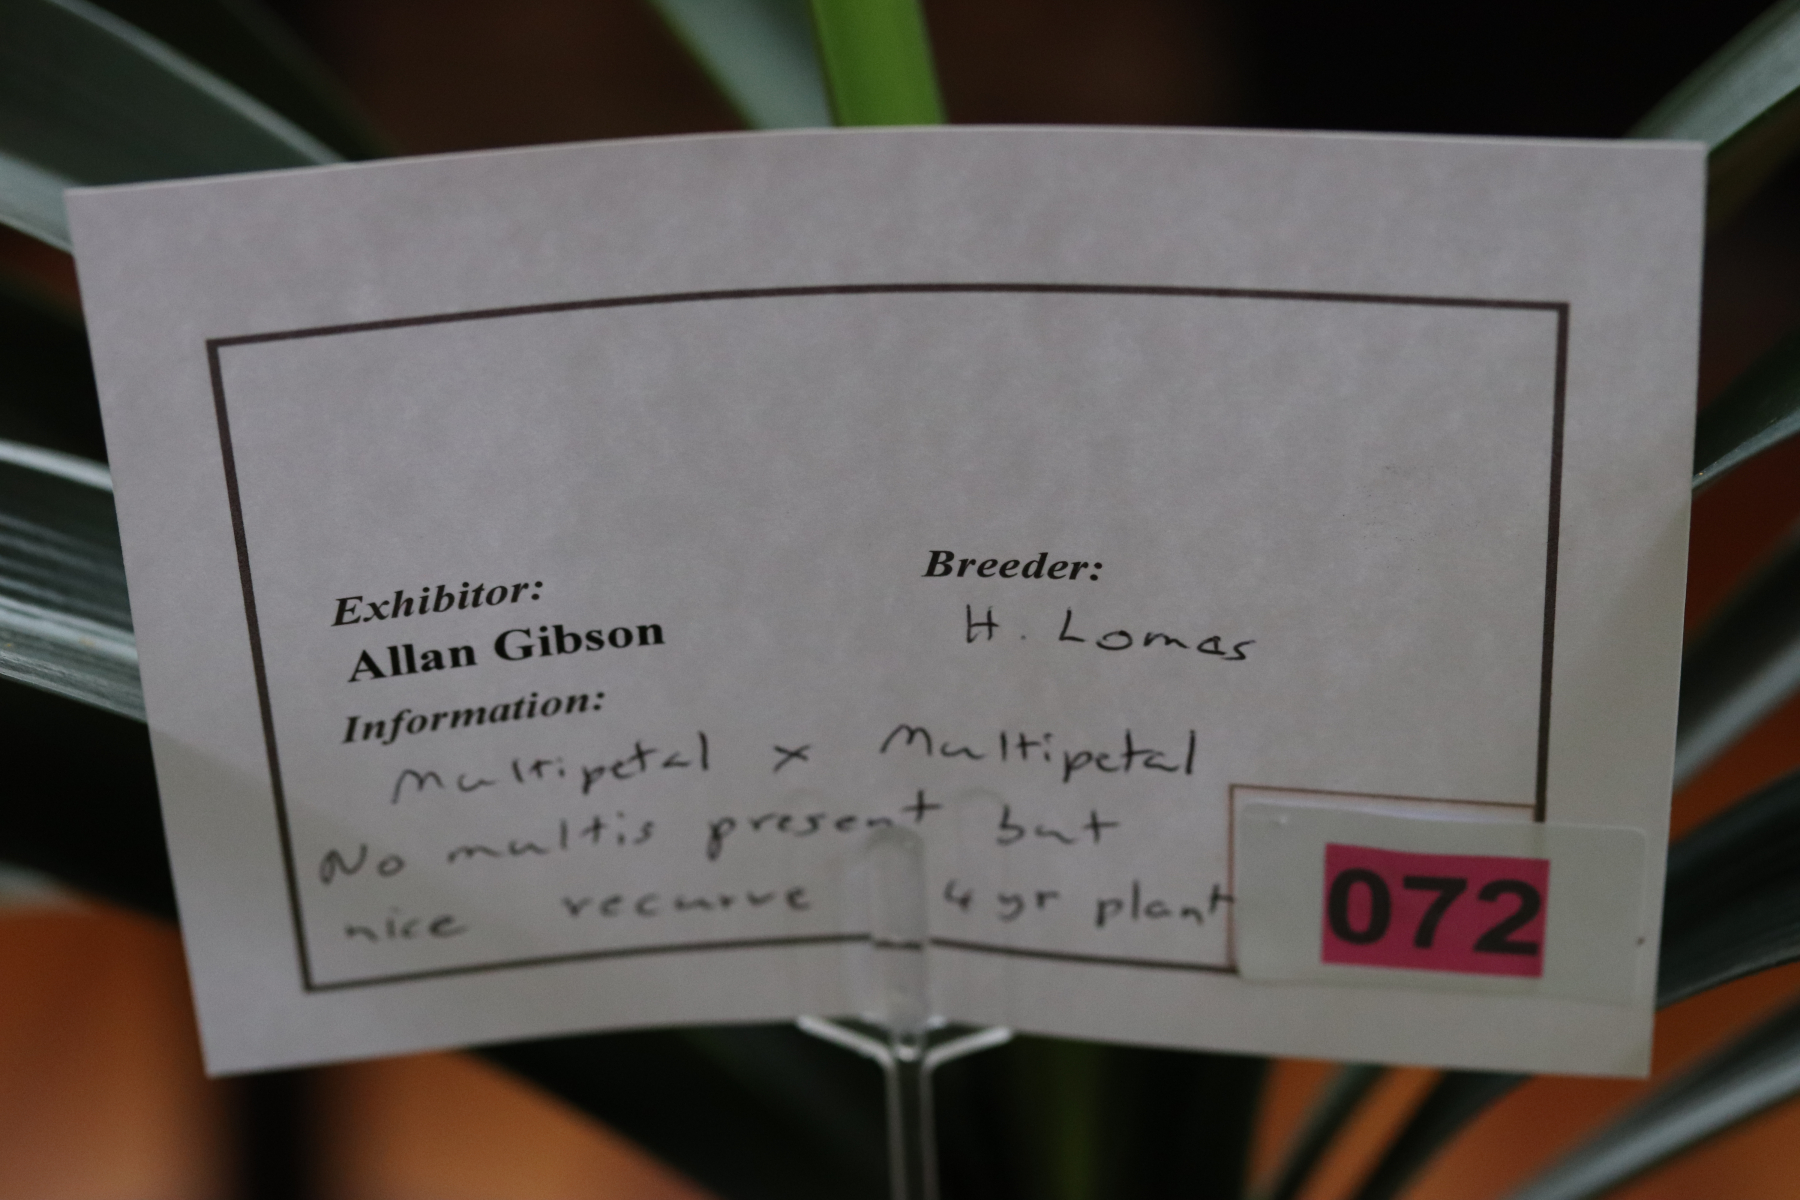 Exhibitor:
Allan Gibson
Breeder:
H. Lomas
Information:
Multipetal x Multipetal
No multis present but
nice recurve 4 yr plant
072